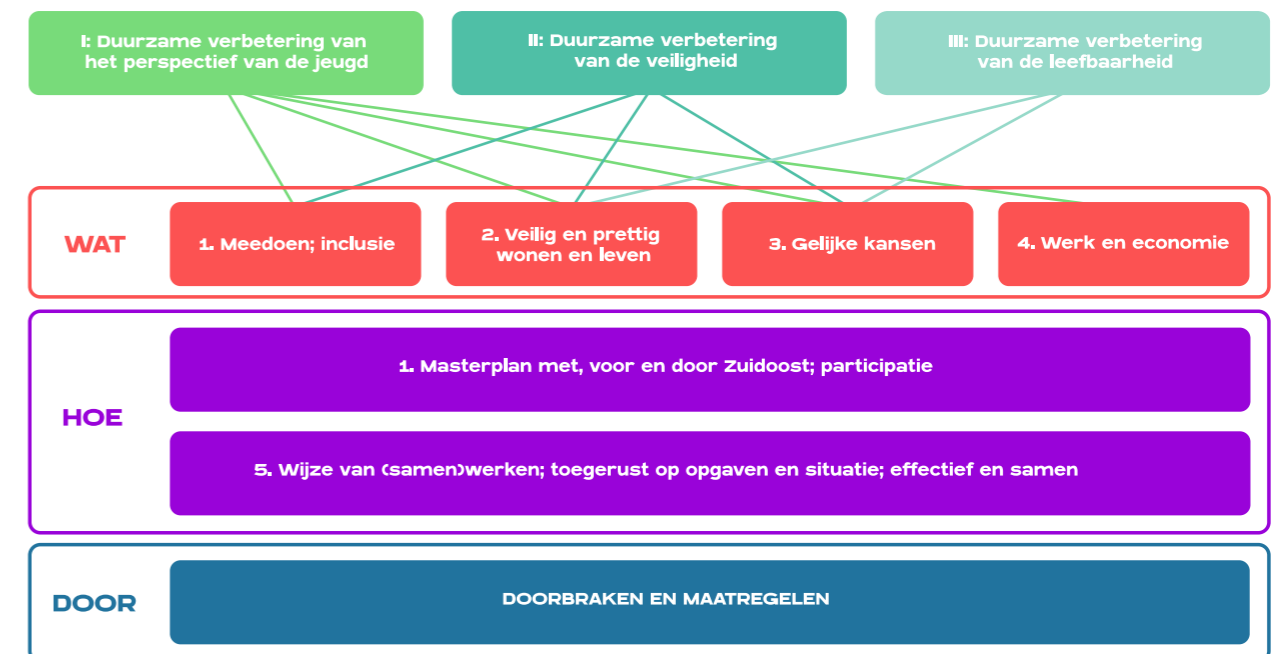 I: Duurzame verbetering van
het perspectief van de jeugd
II: Duurzame verbetering
van de veiligheid
III: Duurzame verbetering
van de leefbaarheid
WAT
1. Meedoen; inclusie
2. Veilig en prettig
wonen en leven
3. Gelijke kansen
4. Werk en economie
HOE
1. Masterplan met, voor en door Zuidoost; participatie
5. Wijze van (samen)werken; toegerust op opgaven en situatie; effectief en samen
DOOR
DOORBRAKEN EN MAATREGELEN